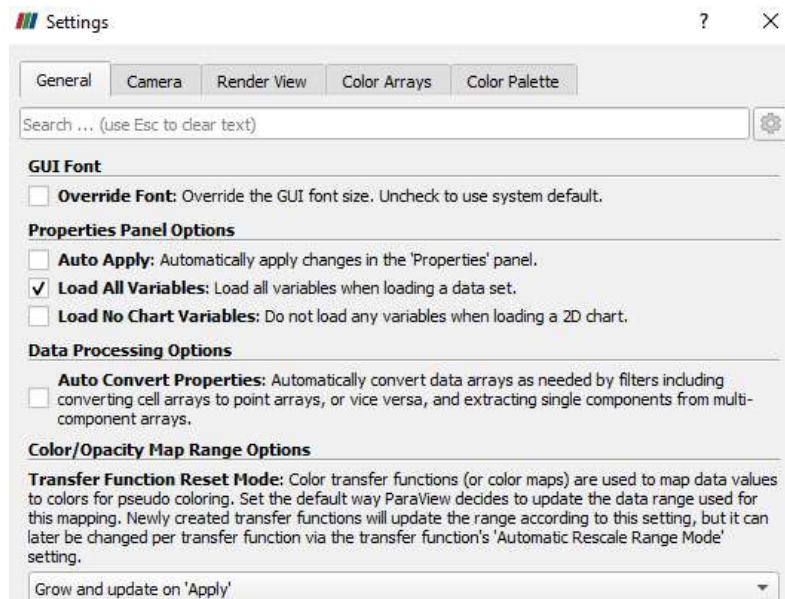 Settings
?
General
Camera
Render View
Color Arrays
Color Palette
Search ... (use Esc to clear text)
GUI Font
Override Font: Override the GUI font size. Uncheck to use system default.
Properties Panel Options
Auto Apply: Automatically apply changes in the 'Properties' panel.
Load All Variables: Load all variables when loading a data set.
Load No Chart Variables: Do not load any variables when loading a 2D chart.
Data Processing Options
Auto Convert Properties: Automatically convert data arrays as needed by filters including
converting cell arrays to point arrays, or vice versa, and extracting single components from multi-
component arrays.
Color/Opacity Map Range Options
Transfer Function Reset Mode: Color transfer functions (or color maps) are used to map data values
to colors for pseudo coloring. Set the default way ParaView decides to update the data range used for
this mapping. Newly created transfer functions will update the range according to this setting, but it can
later be changed per transfer function via the transfer function's 'Automatic Rescale Range Mode'
setting.
Grow and update on 'Apply'